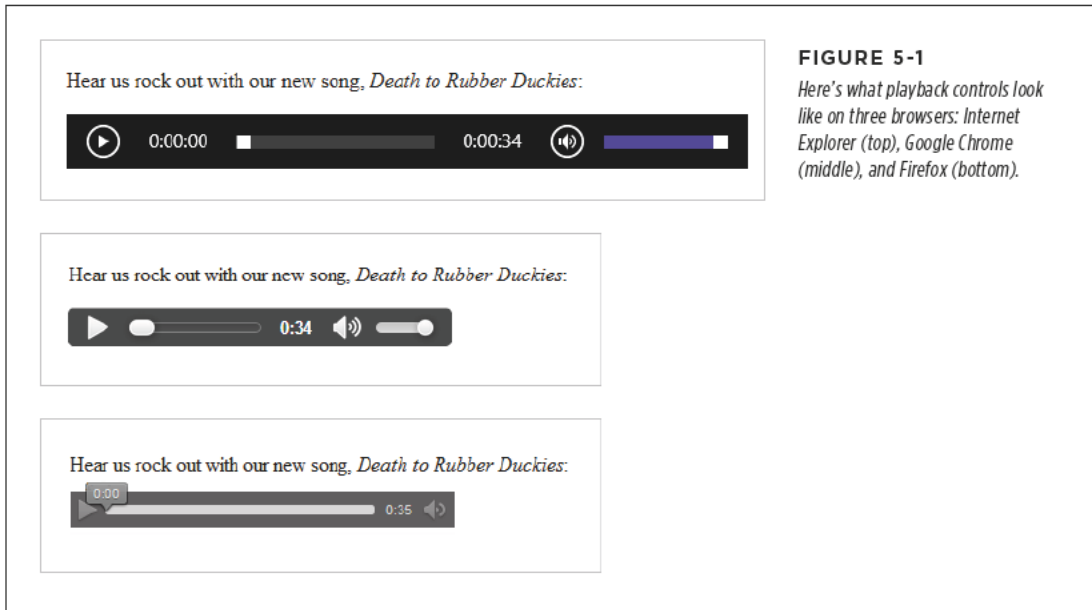 Hear us rock out with our new song, Death to Rubber Duckies:
0:00:00 0:00:34
Hear us rock out with our new song, Death to Rubber Duckies:
0:34
Hear us rock out with our new song, Death to Rubber Duckies:
0:00
0:35
FIGURE 5-1
Here's what playback controls look
like on three browsers: Internet
Explorer (top), Google Chrome
(middle), and Firefox (bottom).